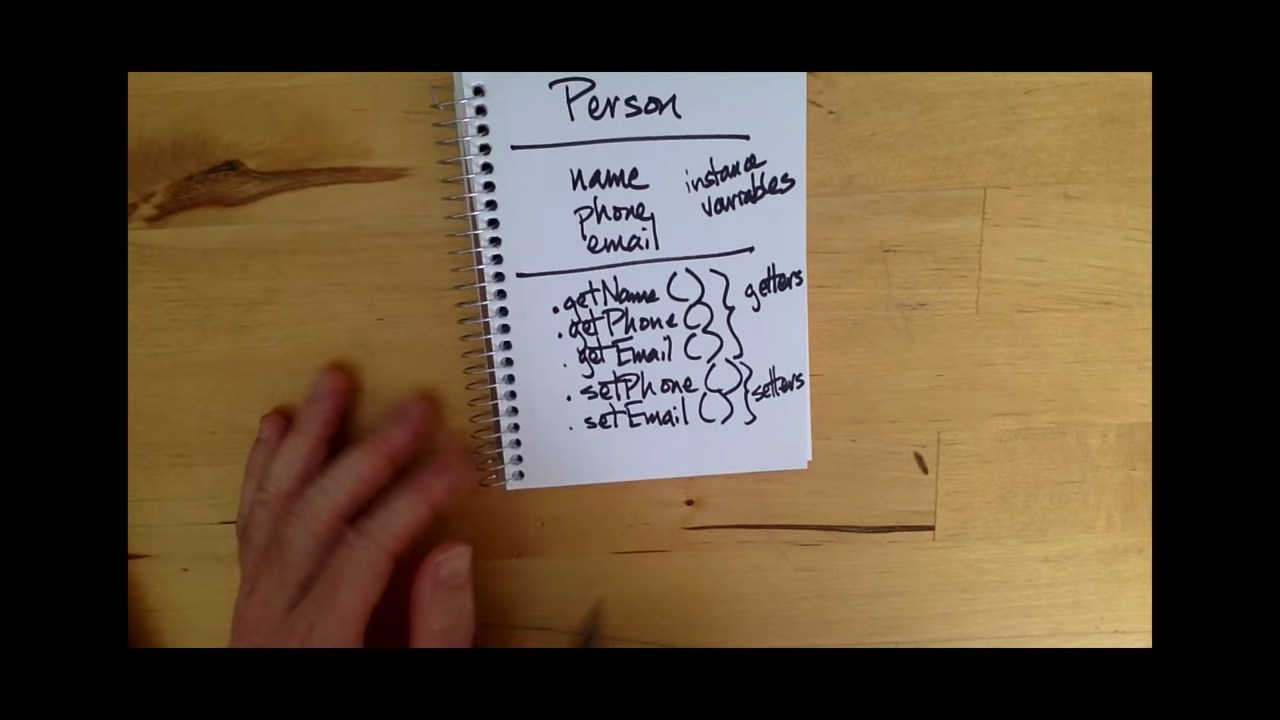 Person
name
phone
email
instance
variables
.getName ()
.getPhone ()
.getEmail ()
getters
.setPhone ()
.setEmail ()
setters